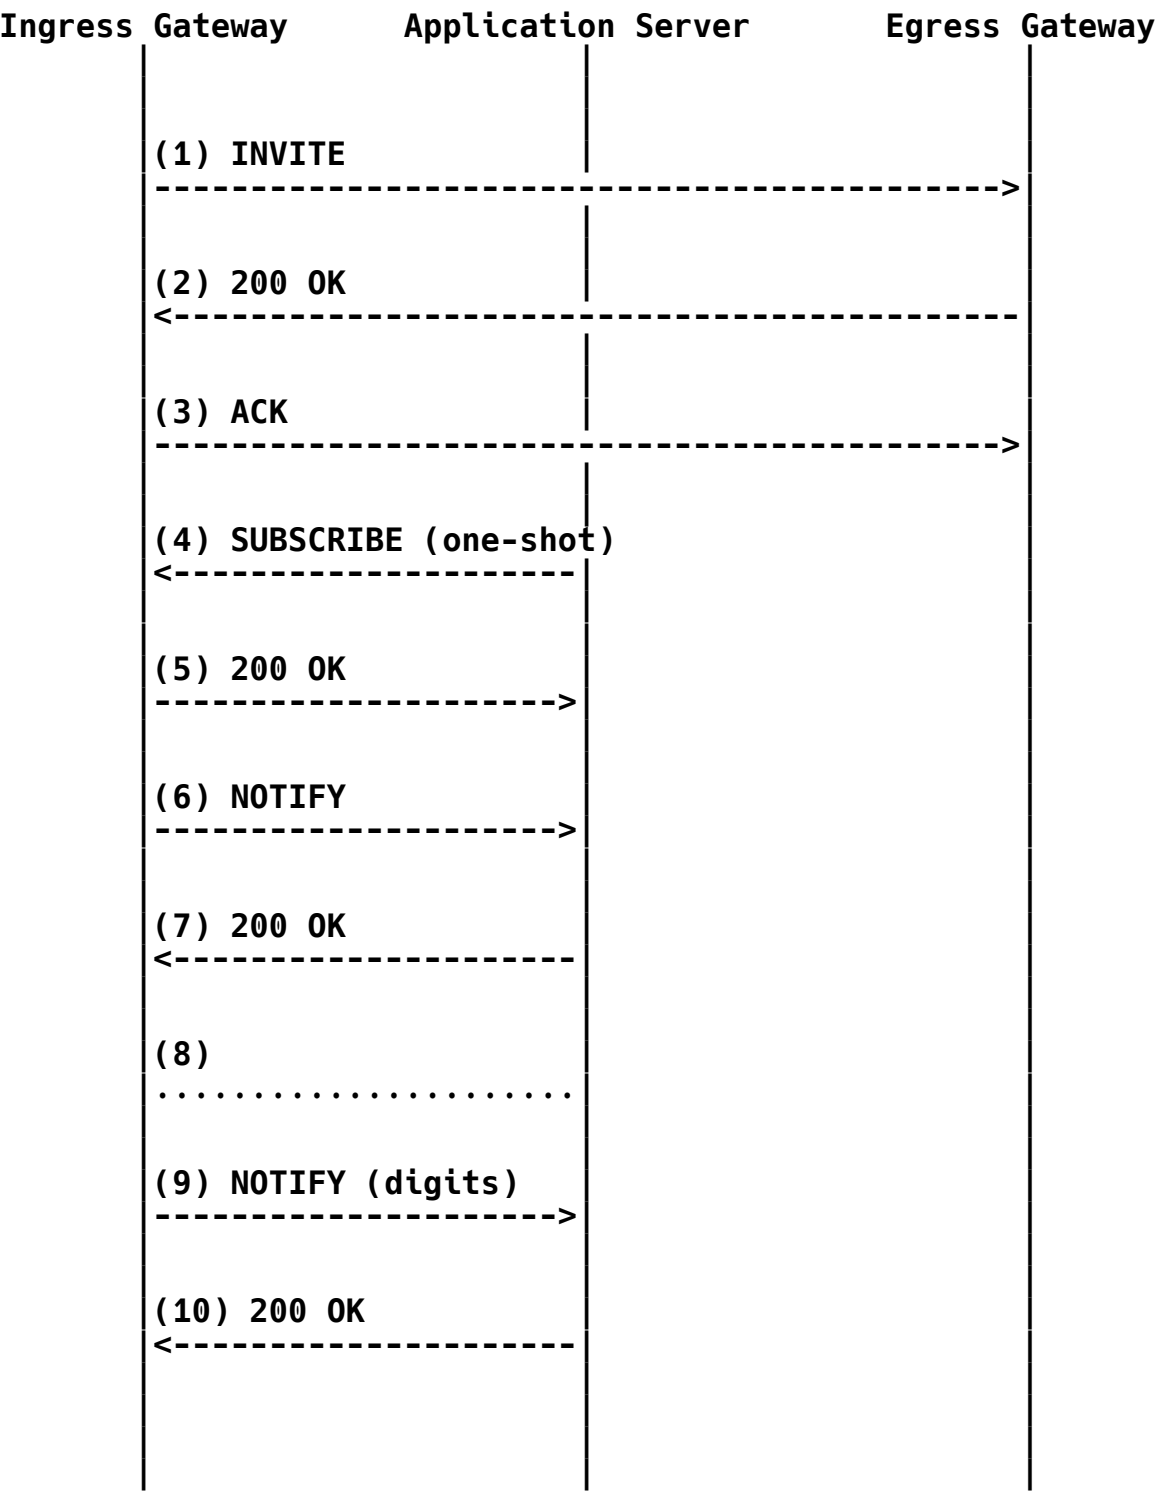 Ingress Gateway Application Server Egress Gateway
(1) INVITE
-------------------------------------------->
(2) 200 OK
<--------------------------------------------
(3) ACK
-------------------------------------------->
(4) SUBSCRIBE (one-shot)
<---------------------
(5) 200 OK
--------------------->
(6) NOTIFY
--------------------->
(7) 200 OK
<---------------------
(8)
......................
(9) NOTIFY (digits)
--------------------->
(10) 200 OK
<---------------------